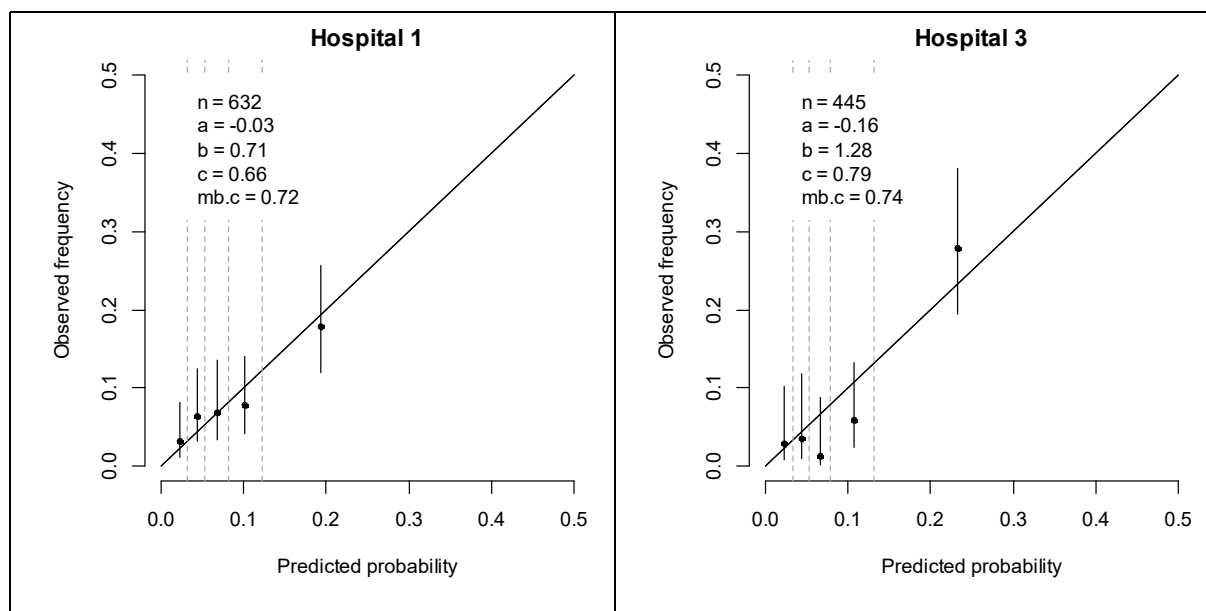 Hospital 1
n = 632
a = -0.03
b = 0.71
c = 0.66
mb.c = 0.72
Observed frequency
0.5
0.4
0.3
0.2
0.1
0.0
0.0 0.1 0.2 0.3 0.4 0.5
Predicted probability
Hospital 3
n = 445
a = -0.16
b = 1.28
c = 0.79
mb.c = 0.74
Observed frequency
0.5
0.4
0.3
0.2
0.1
0.0
0.0 0.1 0.2 0.3 0.4 0.5
Predicted probability